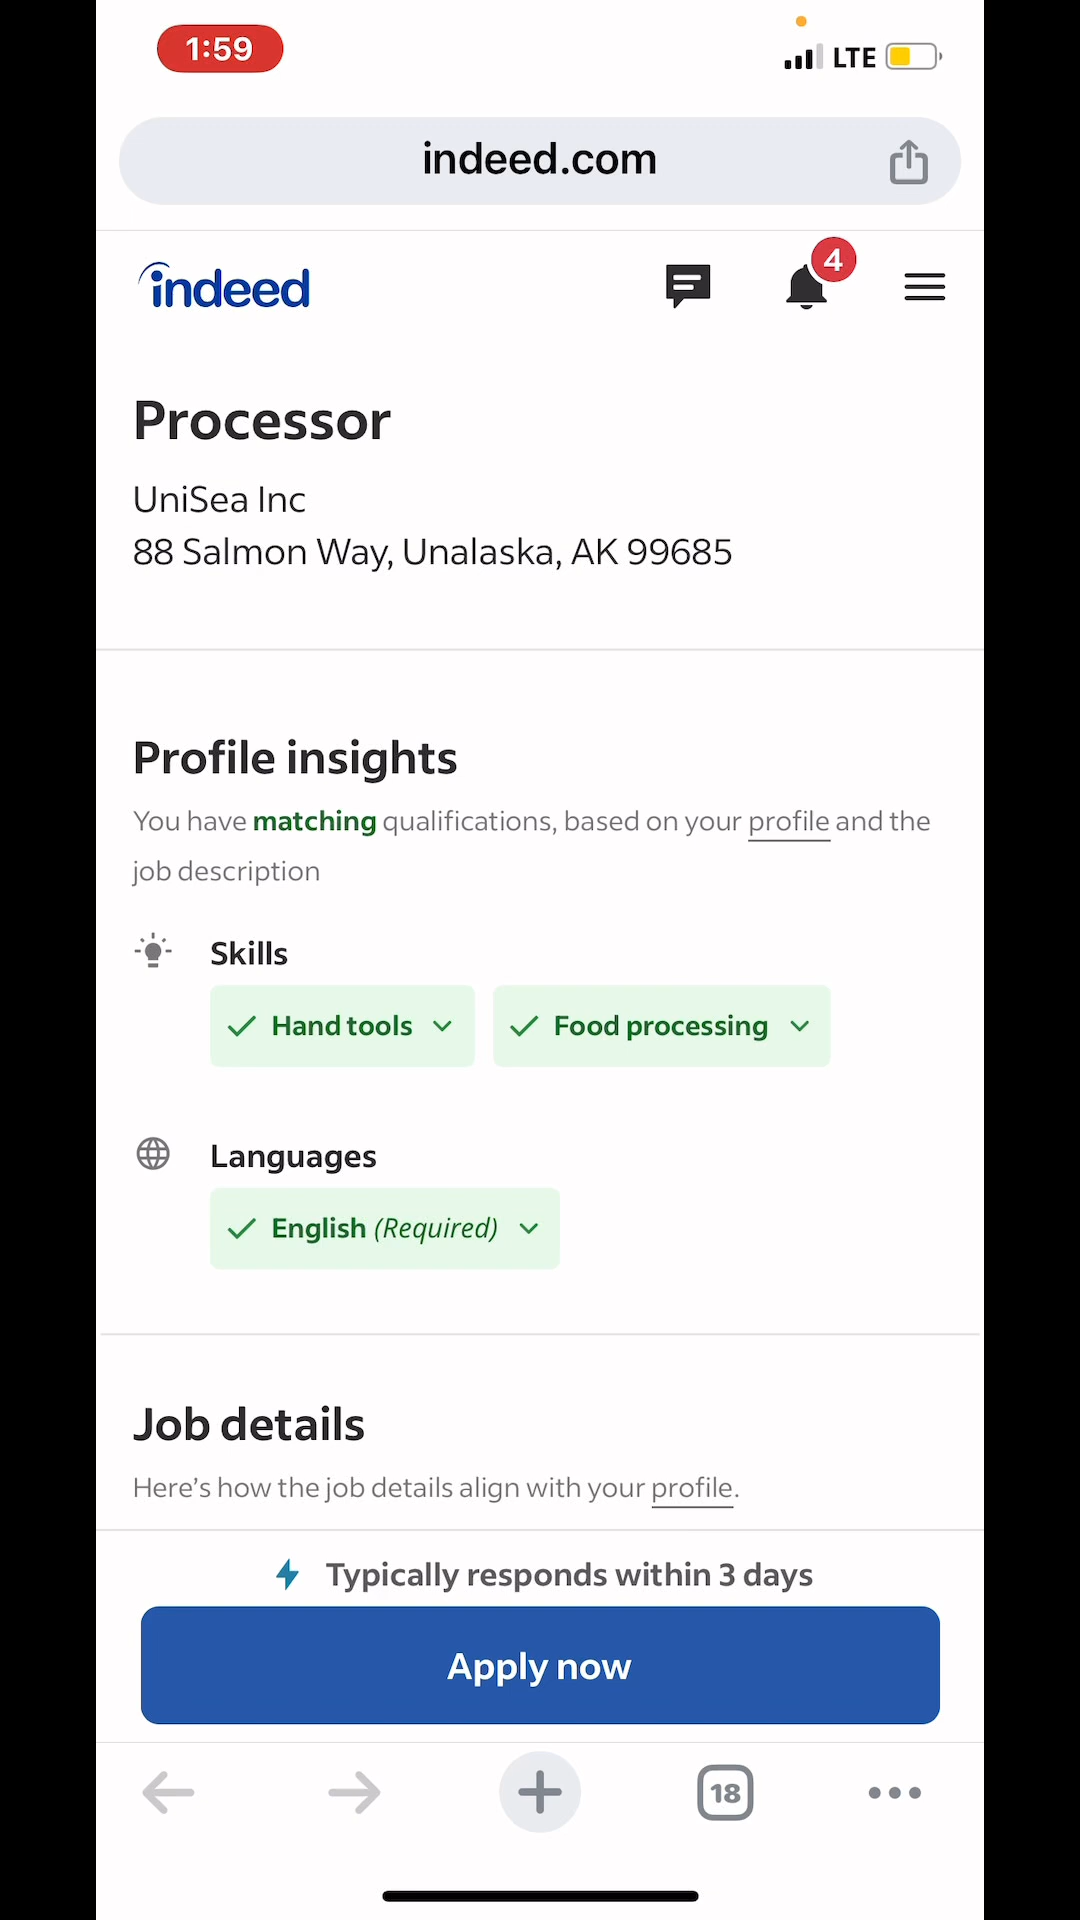 1:59
LTE
indeed.com
indeed
4
Processor
UniSea Inc
88 Salmon Way, Unalaska, AK 99685
Profile insights
You have matching qualifications, based on your profile and the
job description
Skills
Hand tools
Food processing
Languages
English (Required)
Job details
Here’s how the job details align with your profile.
Typically responds within 3 days
Apply now
18